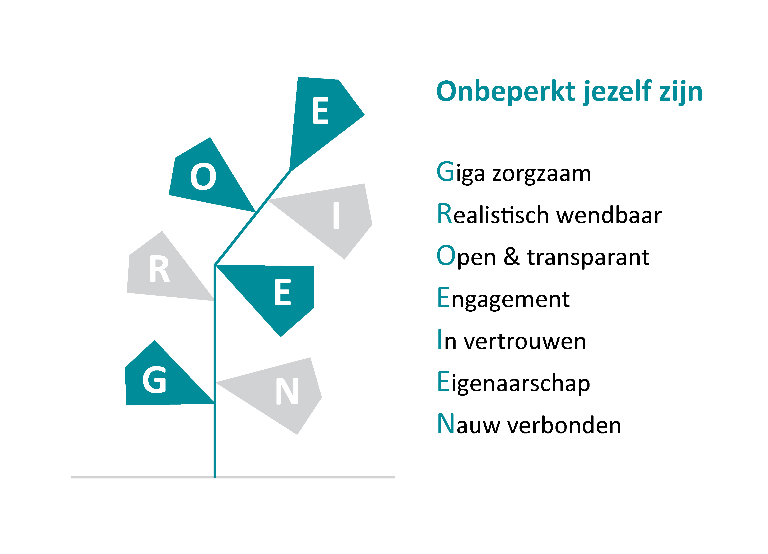 G
R
O
E
I
E
N
Onbeperkt jezelf zijn
Giga zorgzaam
Realistisch wendbaar
Open & transparant
Engagement
In vertrouwen
Eigenaarschap
Nauw verbonden